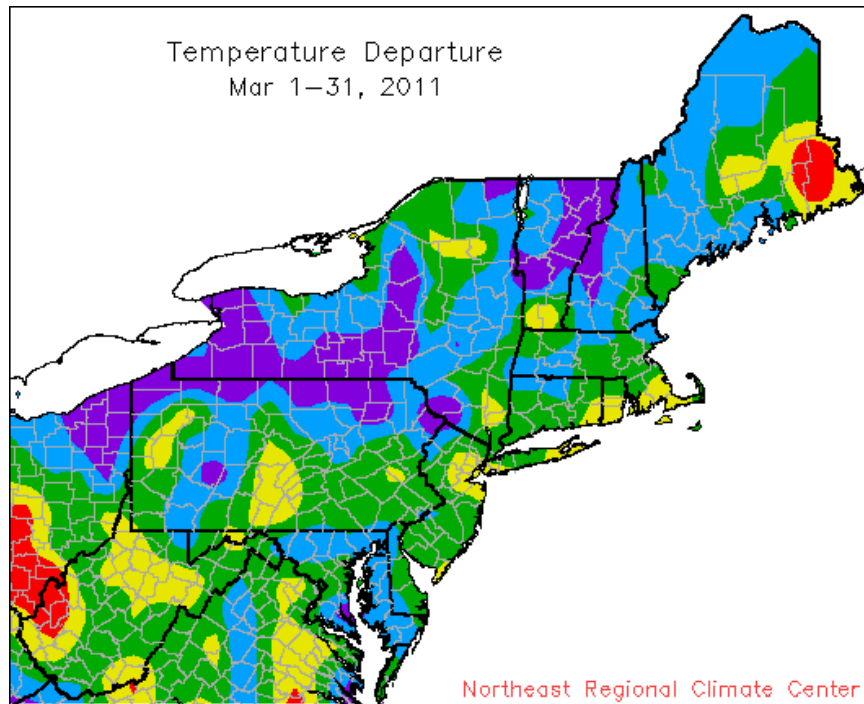 Temperature Departure
Mar 1-31, 2011
Northeast Regional Climate Center